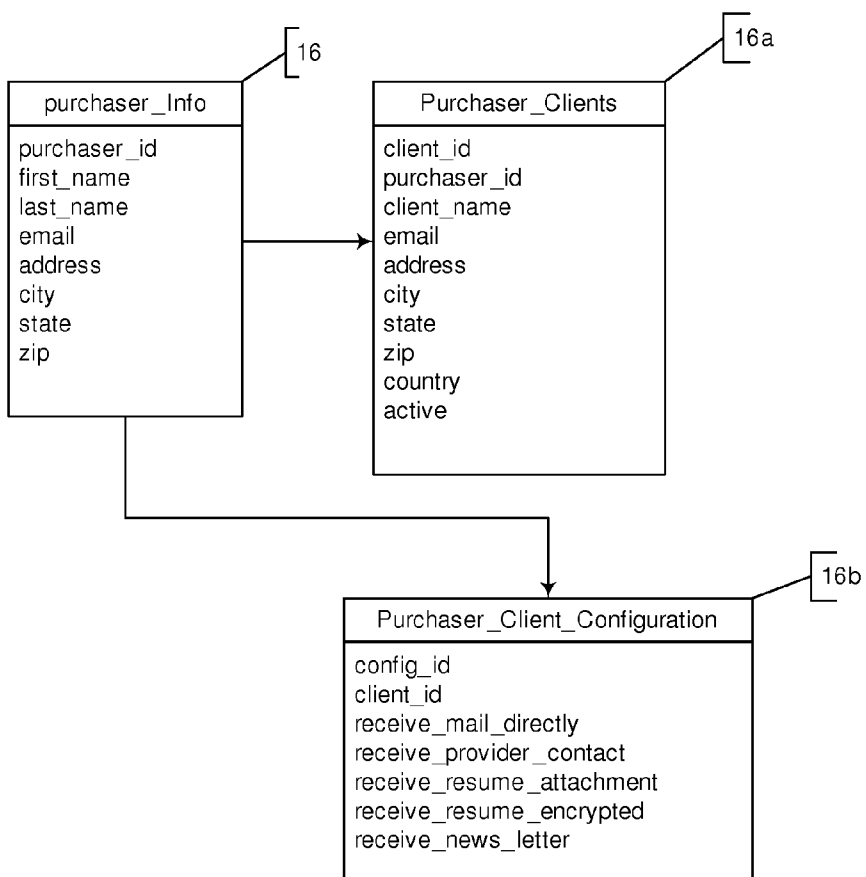 16
purchaser_Info
purchaser_id
first_name
last_name
email
address
city
state
zip
16a
Purchaser_Clients
client_id
purchaser_id
client_name
email
address
city
state
zip
country
active
16b
Purchaser_Client_Configuration
config_id
client_id
receive_mail_directly
receive_provider_contact
receive_resume_attachment
receive_resume_encrypted
receive_news_letter